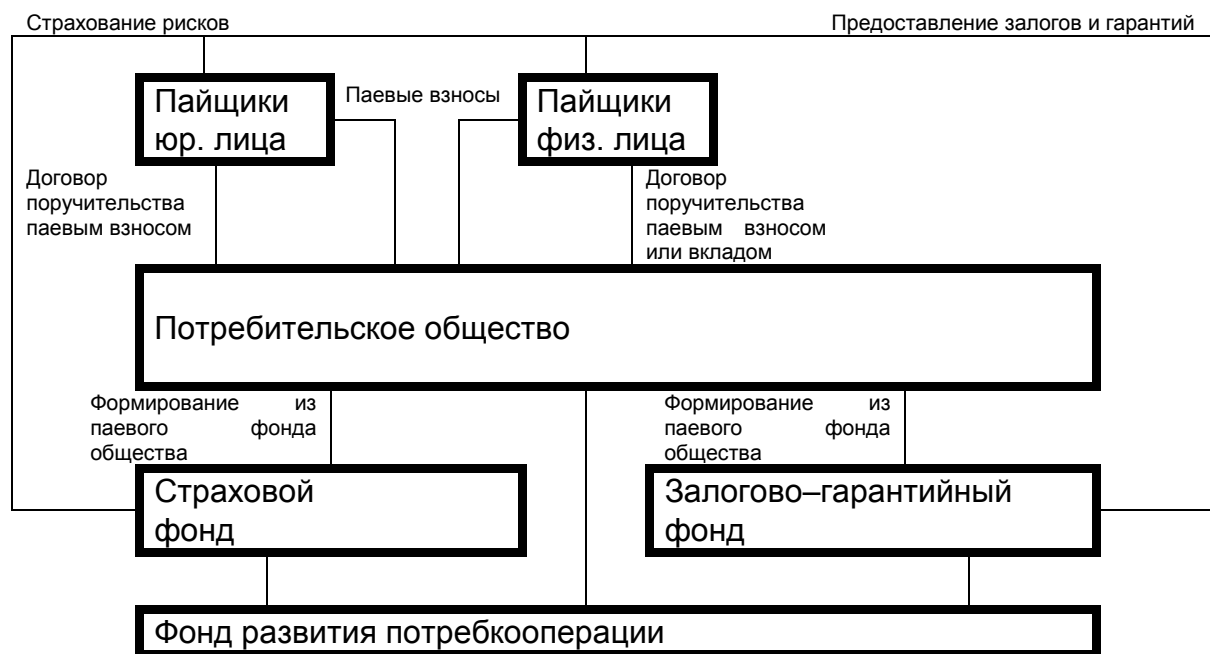 Страхование рисков
Предоставление залогов и гарантий
Пайщики
юр. лица
Паевые взносы
Пайщики
физ. лица
Договор
поручительства
паевым взносом
Договор
поручительства
паевым взносом
или вкладом
Потребительское общество
Формирование из
паевого фонда
общества
Формирование из
паевого фонда
общества
Страховой
фонд
Залогово–гарантийный
фонд
Фонд развития потребкооперации